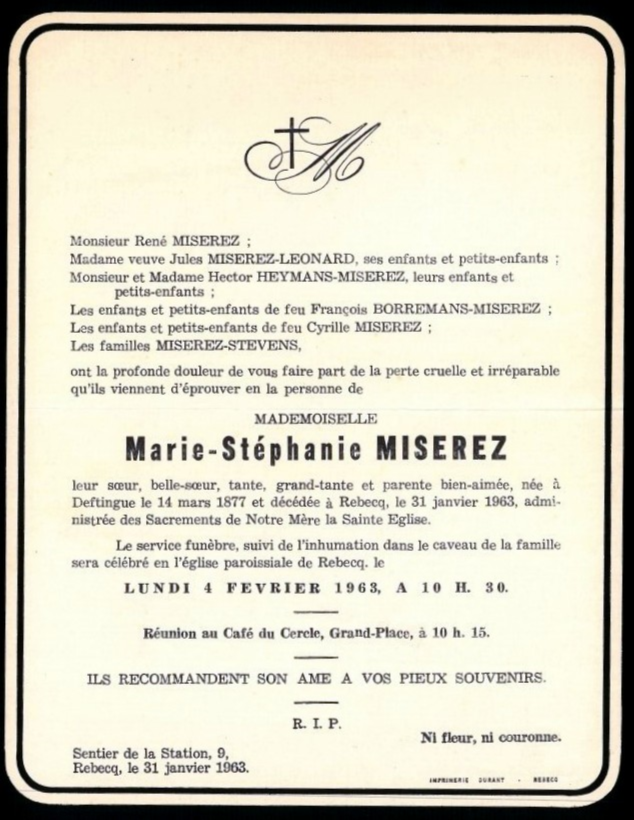 M
Monsieur René MISEREZ ;
Madame veuve Jules MISEREZ-LEONARD, ses enfants et petits-enfants ;
Monsieur et Madame Hector HEYMANS-MISEREZ, leurs enfants et
petits-enfants ;
Les enfants et petits-enfants de feu François BORREMANS-MISEREZ ;
Les enfants et petits-enfants de feu Cyrille MISEREZ ;
Les familles MISEREZ-STEVENS,
ont la profonde douleur de vous faire part de la perte cruelle et irréparable
qu'ils viennent d'éprouver en la personne de
MADEMOISELLE
Marie-Stéphanie MISEREZ
leur sœur, belle-sœur, tante, grand-tante et parente bien-aimée, née à
Deftingue le 14 mars 1877 et décédée à Rebecq, le 31 janvier 1963, admi-
nistrée des Sacrements de Notre Mère la Sainte Eglise.
Le service funèbre, suivi de l'inhumation dans le caveau de la famille
sera célébré en l'église paroissiale de Rebecq. le
LUNDI 4 FEVRIER 1963, A 10 H. 30.
Réunion au Café du Cercle, Grand-Place, à 10 h. 15.
ILS RECOMMANDENT SON AME A VOS PIEUX SOUVENIRS.
R. I. P.
Ni fleur, ni couronne.
Sentier de la Station, 9,
Rebecq, le 31 janvier 1963.
IMPRIMERIE DURANT - REBECQ